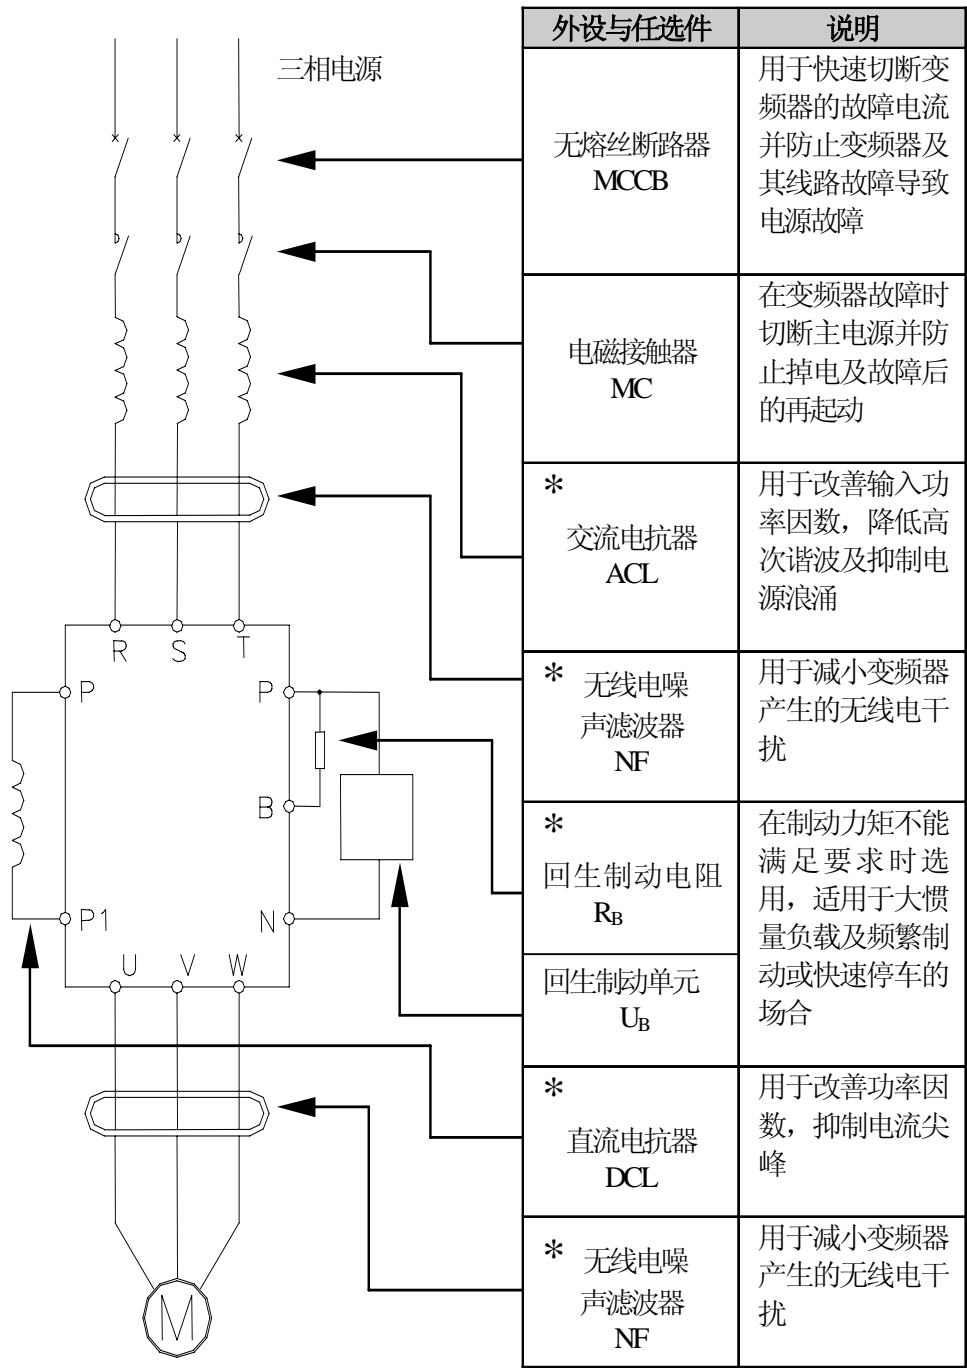 三相电源
外设与任选件
说明
无熔丝断路器
MCCB
用于快速切断变
频器的故障电流
并防止变频器及
其线路故障导致
电源故障
电磁接触器
MC
在变频器故障时
切断主电源并防
止掉电及故障后
的再起动
*
交流电抗器
ACL
用于改善输入功
率因数，降低高
次谐波及抑制电
源浪涌
* 无线电噪
声滤波器
NF
用于减小变频器
产生的无线电干
扰
*
回生制动电阻
RB
回生制动单元
UB
在制动力矩不能
满足要求时选
用，适用于大惯
量负载及频繁制
动或快速停车的
场合
*
直流电抗器
DCL
用于改善功率因
数，抑制电流尖
峰
* 无线电噪
声滤波器
NF
用于减小变频器
产生的无线电干
扰
R S T
P P
B
P1 N
U V W
M